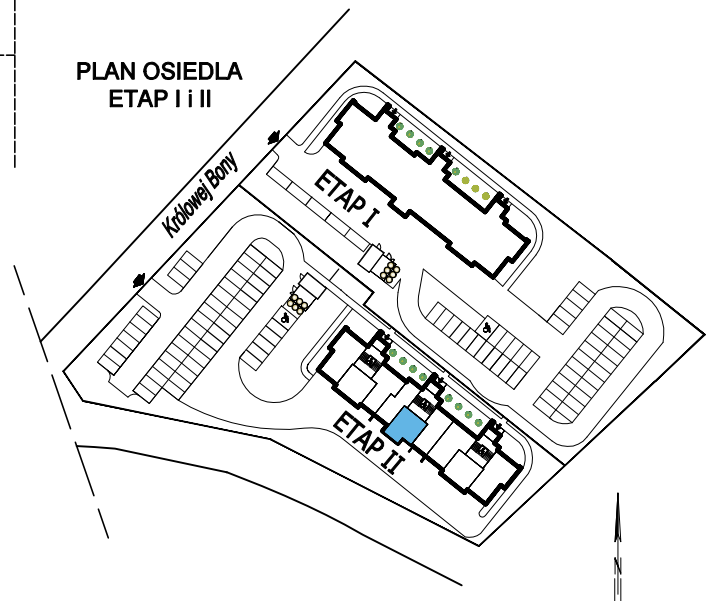 PLAN OSIEDLA
ETAP I i II
Królowej Bony
ETAP I
ETAP II
N